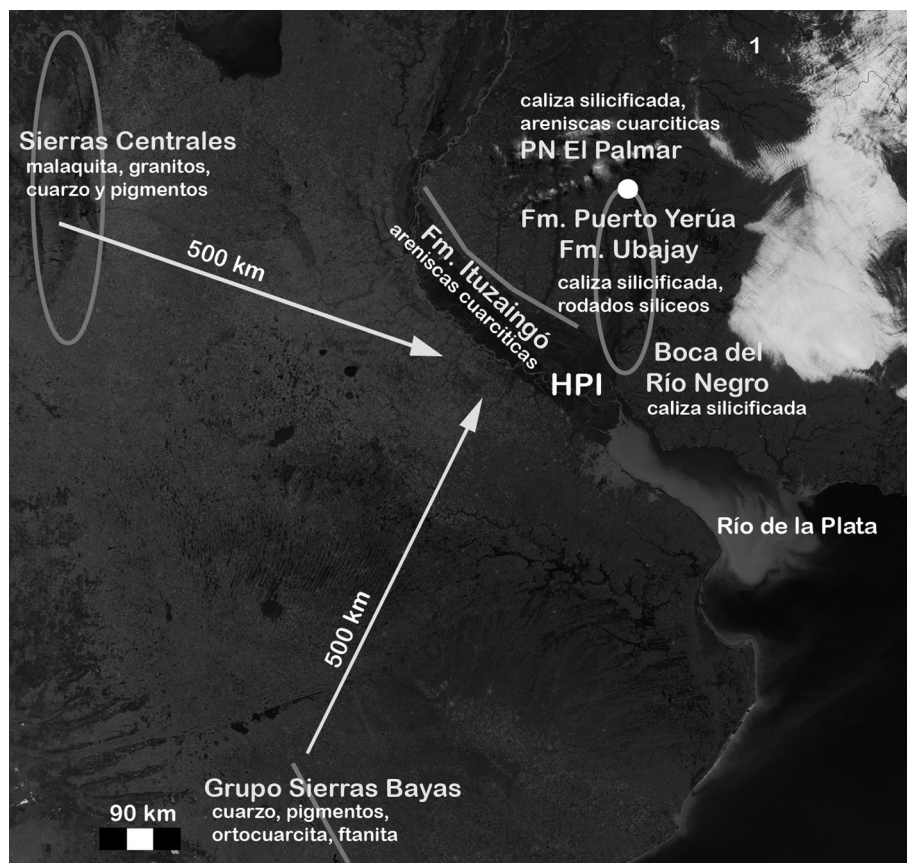 1
caliza silicificada,
areniscas cuarciticas
PN El Palmar
Sierras Centrales
malaquita, granitos,
cuarzo y pigmentos
500 km
Fm. Ituzaingó
areniscas cuarcíticas
Fm. Puerto Yerúa
Fm. Ubajay
caliza silicificada,
rodados silíceos
Boca del
Río Negro
caliza silicificada
HPI
Río de la Plata
500 km
Grupo Sierras Bayas
cuarzo, pigmentos,
ortocuarcita, ftanita
90 km